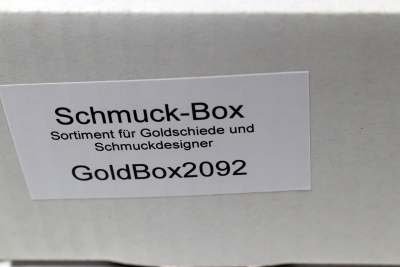 Schmuck-Box
Sortiment für Goldschiede und
Schmuckdesigner
GoldBox2092